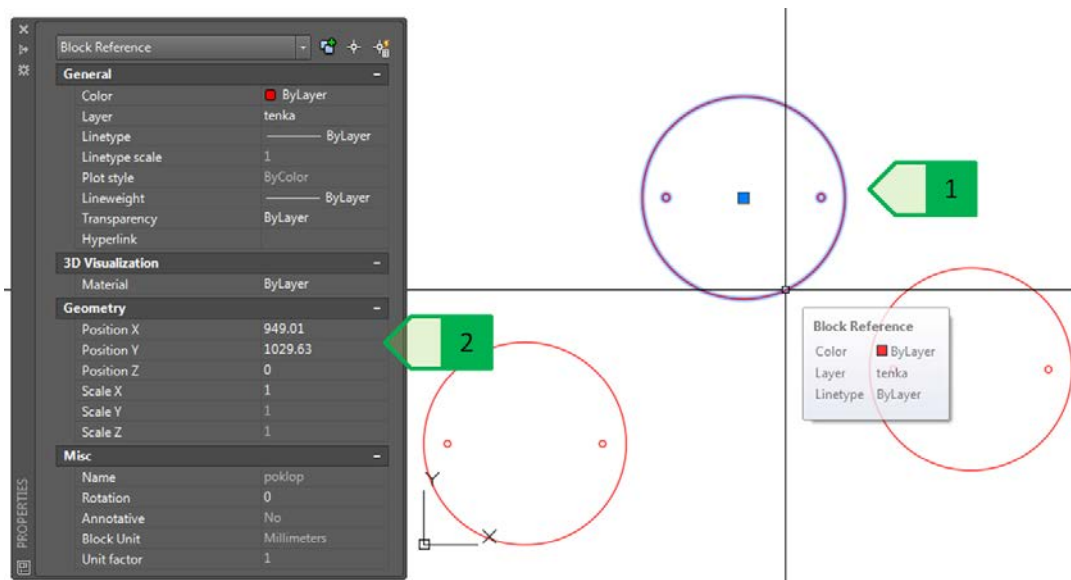 Block Reference
General
Color ByLayer
Layer tenka
Linetype ByLayer
Linetype scale 1
Plot style ByColor
Lineweight ByLayer
Transparency ByLayer
Hyperlink
3D Visualization
Material ByLayer
Geometry
Position X 949.01
Position Y 1029.63
Position Z 0
Scale X 1
Scale Y 1
Scale Z 1
Misc
Name poklop
Rotation 0
Annotative No
Block Unit Millimeters
Unit factor 1
PROPERTIES
1
2
Block Reference
Color ByLayer
Layer tenka
Linetype ByLayer
Y
X